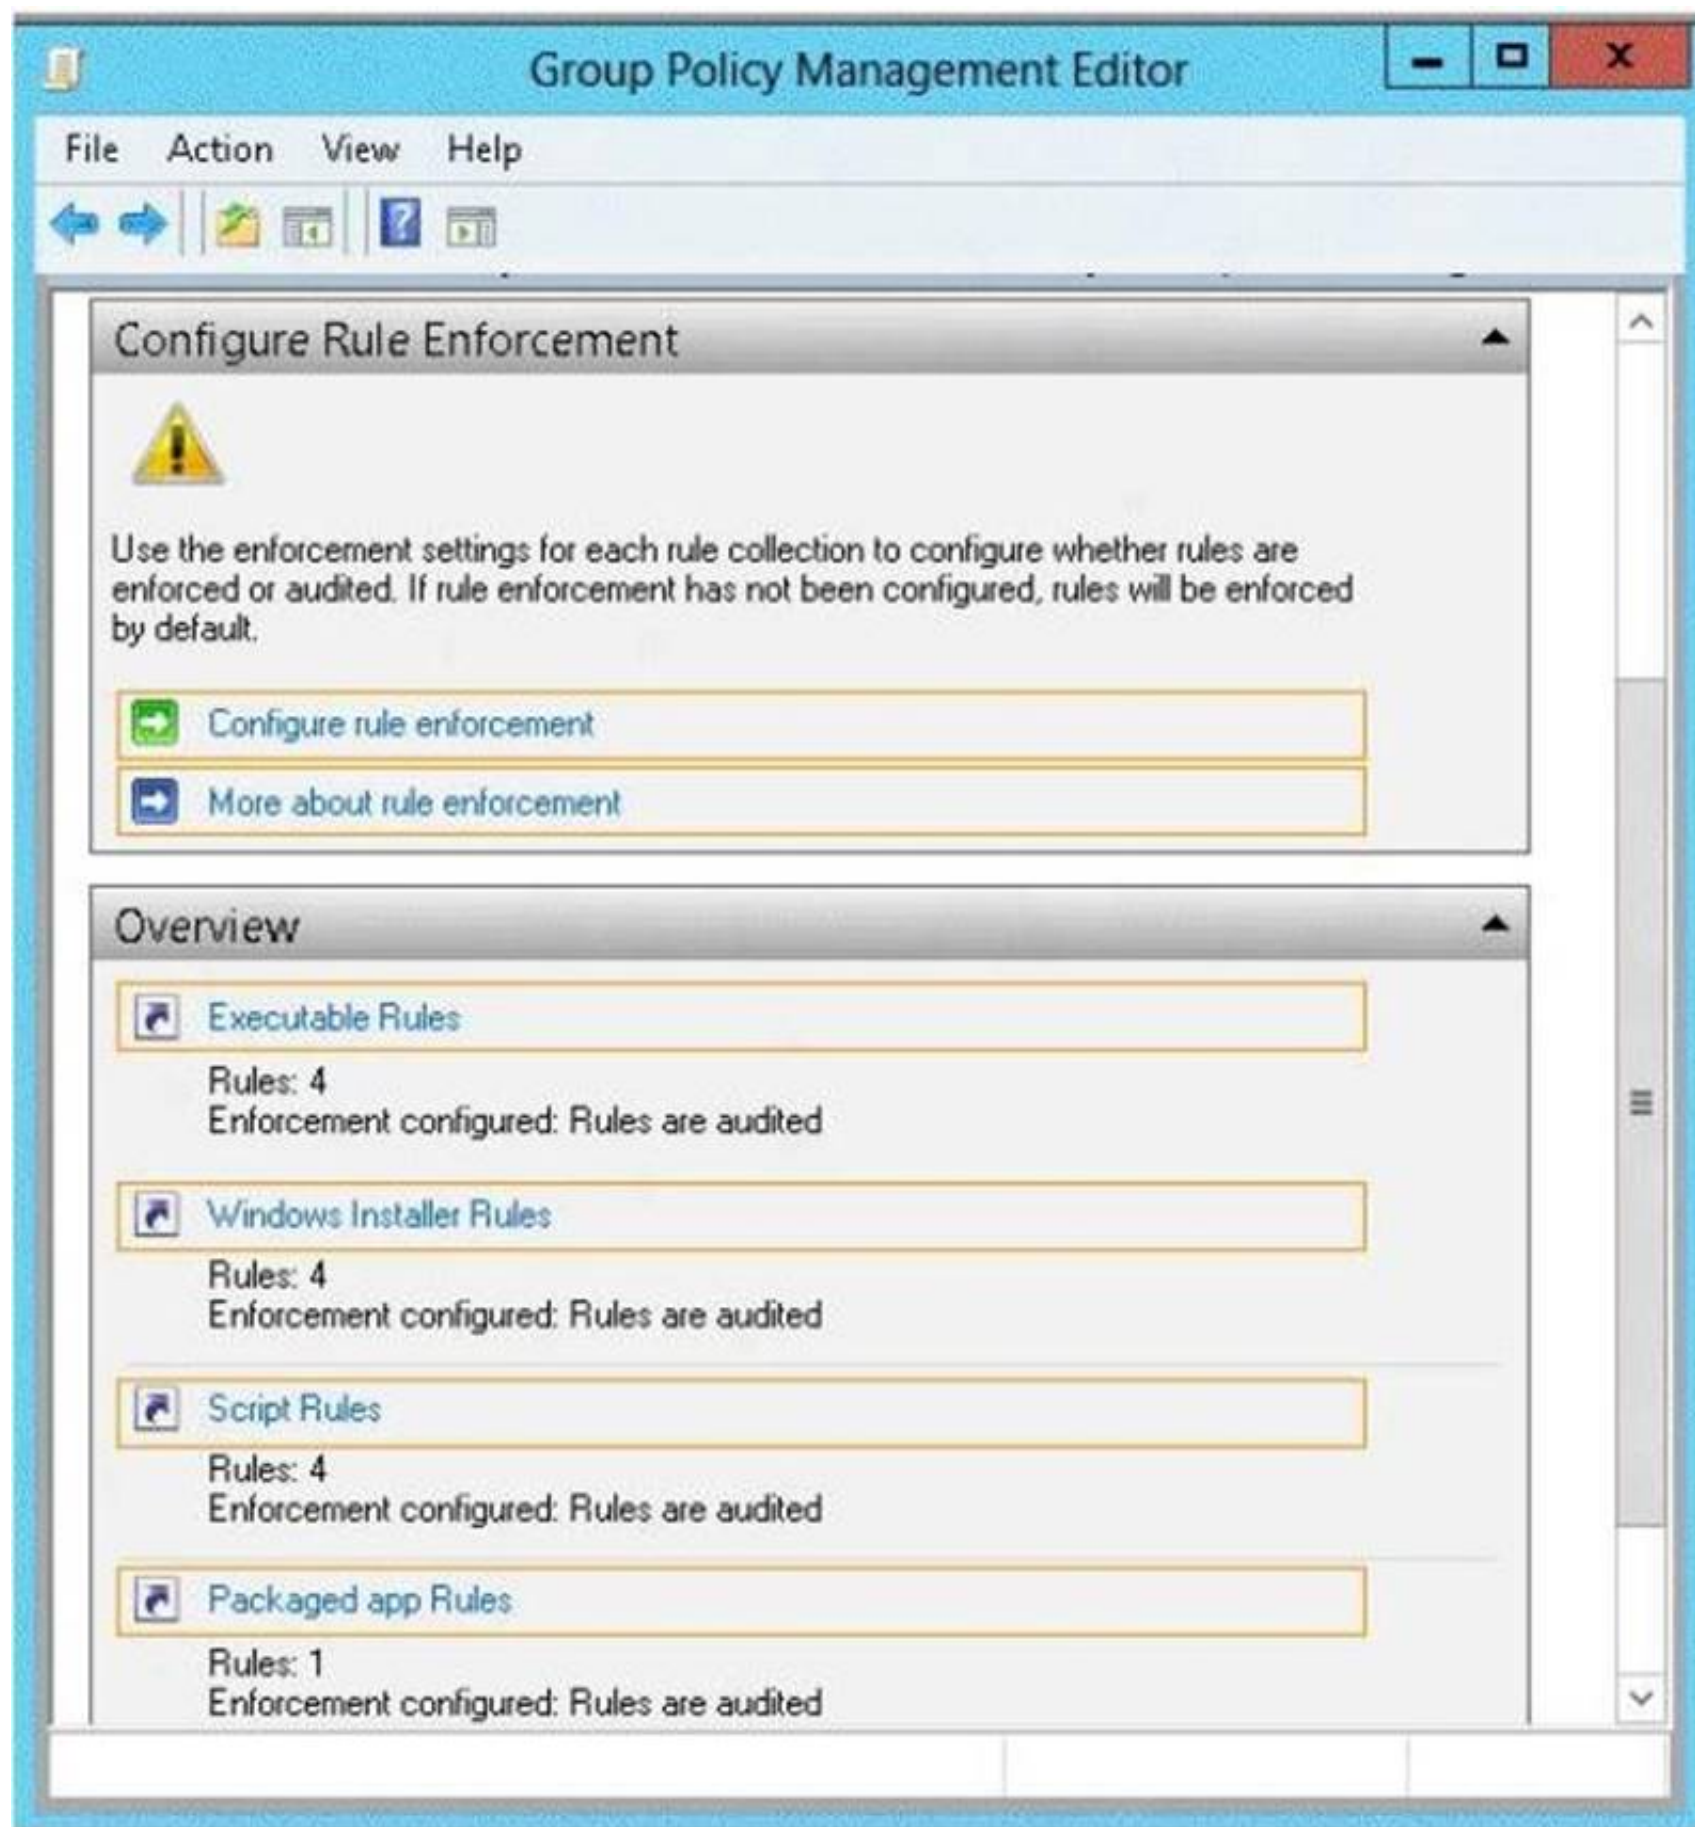 Group Policy Management Editor
File Action View Help
Configure Rule Enforcement
Use the enforcement settings for each rule collection to configure whether rules are
enforced or audited. If rule enforcement has not been configured, rules will be enforced
by default.
Configure rule enforcement
More about rule enforcement
Overview
Executable Rules
Rules: 4
Enforcement configured: Rules are audited
Windows Installer Rules
Rules: 4
Enforcement configured: Rules are audited
Script Rules
Rules: 4
Enforcement configured: Rules are audited
Packaged app Rules
Rules: 1
Enforcement configured: Rules are audited